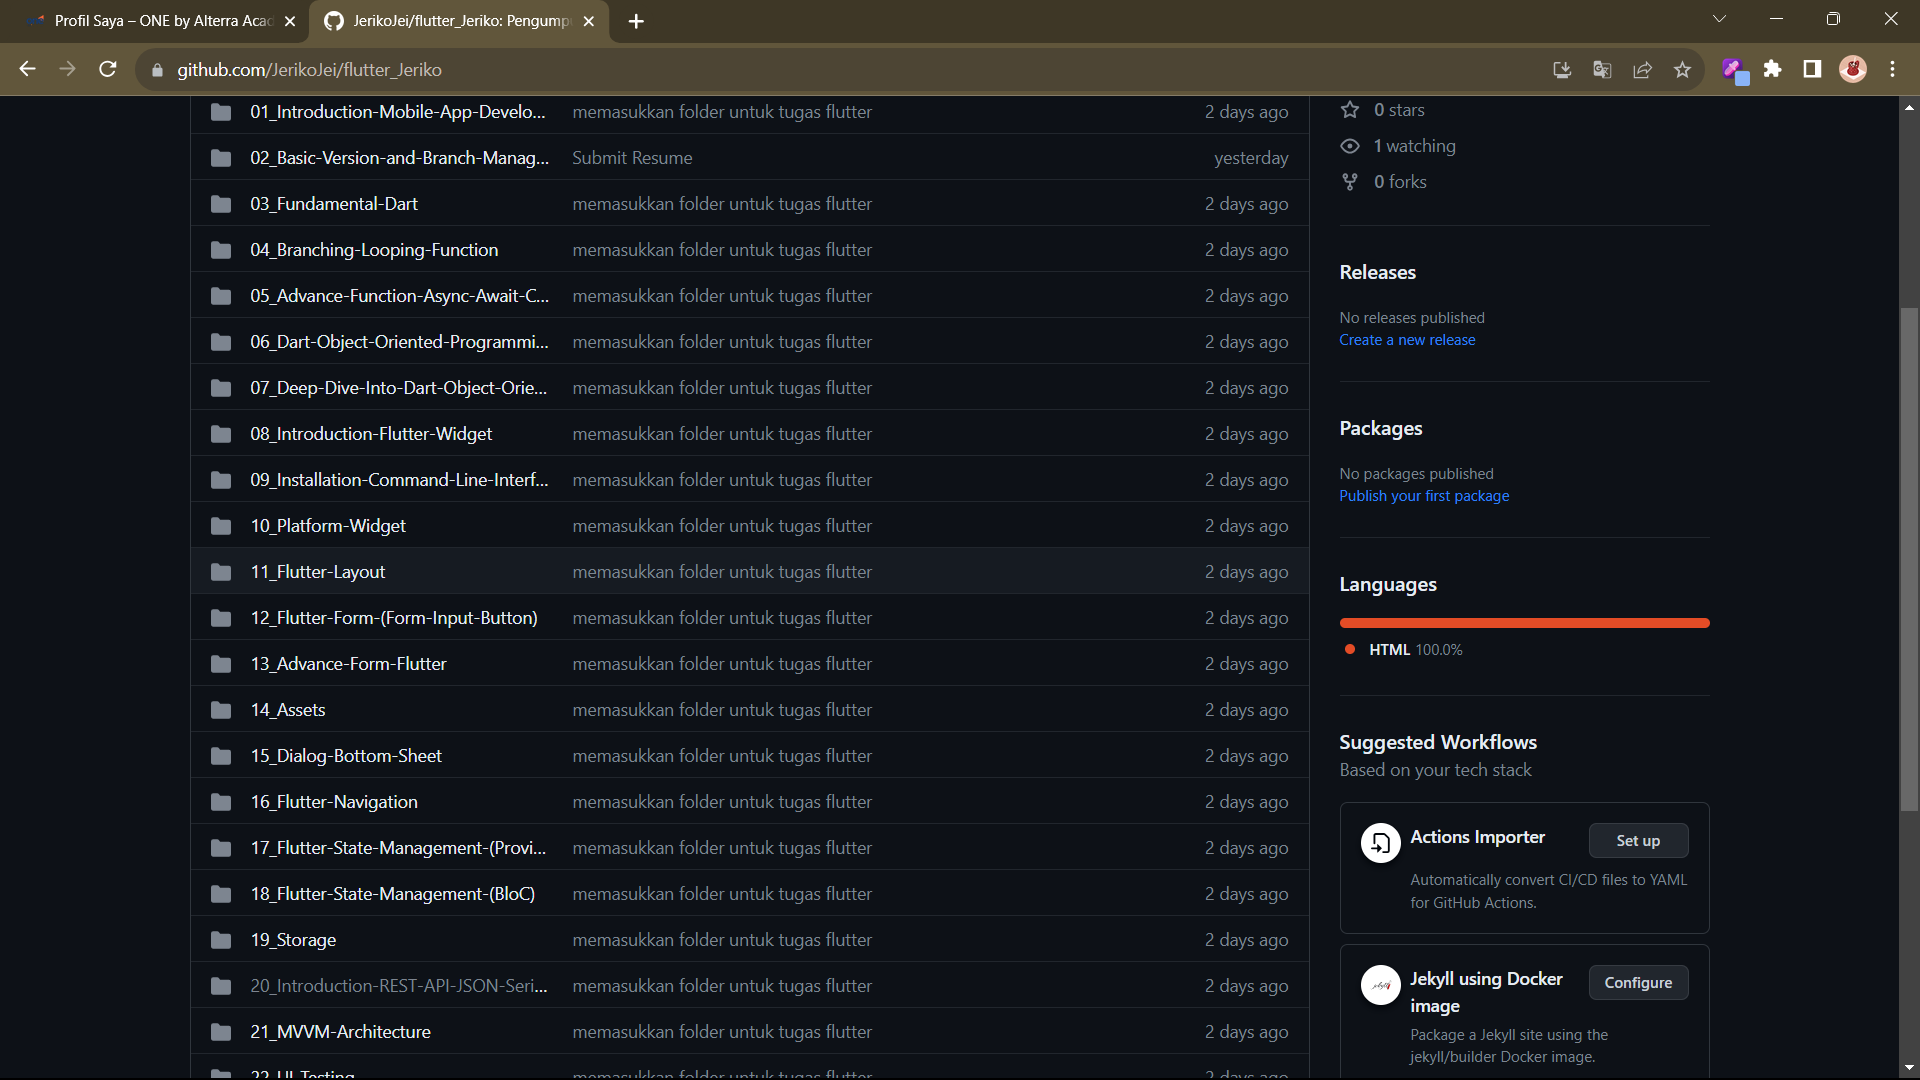 Profil Saya – ONE by Alterra Acad
JerikoJei/flutter_Jeriko: Pengumpu
github.com/JerikoJei/flutter_Jeriko
01_Introduction-Mobile-App-Develo... memasukkan folder untuk tugas flutter 2 days ago
02_Basic-Version-and-Branch-Manag... Submit Resume yesterday
03_Fundamental-Dart memasukkan folder untuk tugas flutter 2 days ago
04_Branching-Looping-Function memasukkan folder untuk tugas flutter 2 days ago
05_Advance-Function-Async-Await-C... memasukkan folder untuk tugas flutter 2 days ago
06_Dart-Object-Oriented-Programmi... memasukkan folder untuk tugas flutter 2 days ago
07_Deep-Dive-Into-Dart-Object-Orie... memasukkan folder untuk tugas flutter 2 days ago
08_Introduction-Flutter-Widget memasukkan folder untuk tugas flutter 2 days ago
09_Installation-Command-Line-Interf... memasukkan folder untuk tugas flutter 2 days ago
10_Platform-Widget memasukkan folder untuk tugas flutter 2 days ago
11_Flutter-Layout memasukkan folder untuk tugas flutter 2 days ago
12_Flutter-Form-(Form-Input-Button) memasukkan folder untuk tugas flutter 2 days ago
13_Advance-Form-Flutter memasukkan folder untuk tugas flutter 2 days ago
14_Assets memasukkan folder untuk tugas flutter 2 days ago
15_Dialog-Bottom-Sheet memasukkan folder untuk tugas flutter 2 days ago
16_Flutter-Navigation memasukkan folder untuk tugas flutter 2 days ago
17_Flutter-State-Management-(Provi... memasukkan folder untuk tugas flutter 2 days ago
18_Flutter-State-Management-(BloC) memasukkan folder untuk tugas flutter 2 days ago
19_Storage memasukkan folder untuk tugas flutter 2 days ago
20_Introduction-REST-API-JSON-Seri... memasukkan folder untuk tugas flutter 2 days ago
21_MVVM-Architecture memasukkan folder untuk tugas flutter 2 days ago
22_UI-Testing memasukkan folder untuk tugas flutter 2 days ago
0 stars
1 watching
0 forks
Releases
No releases published
Create a new release
Packages
No packages published
Publish your first package
Languages
HTML 100.0%
Suggested Workflows
Based on your tech stack
Actions Importer
Set up
Automatically convert CI/CD files to YAML
for GitHub Actions.
Jekyll using Docker
image
Configure
Package a Jekyll site using the
jekyll/builder Docker image.